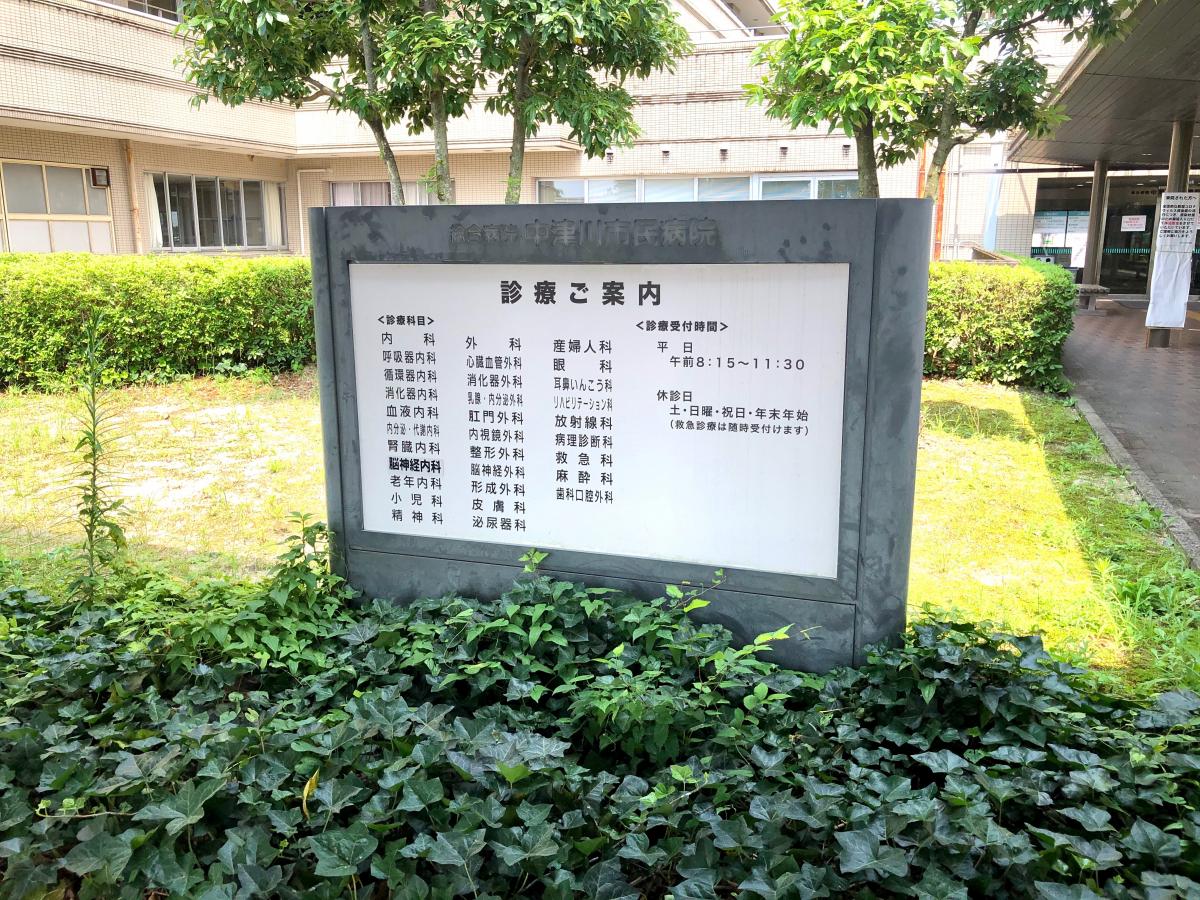 総合病院 中津川市民病院
診療ご案内
<診療科目>
内科
呼吸器内科
循環器内科
消化器内科
血液内科
内分泌・代謝内科
腎臓内科
脳神経内科
老年内科
小児科
精神科
外科
心臓血管外科
消化器外科
乳腺・内分泌外科
肛門外科
内視鏡外科
整形外科
脳神経外科
形成外科
皮膚科
泌尿器科
産婦人科
眼科
耳鼻いんこう科
リハビリテーション科
放射線科
病理診断科
救急科
麻酔科
歯科口腔外科
<診療受付時間>
平日
午前8:15～11:30
休診日
土・日曜・祝日・年末年始
(救急診療は随時受付けます)